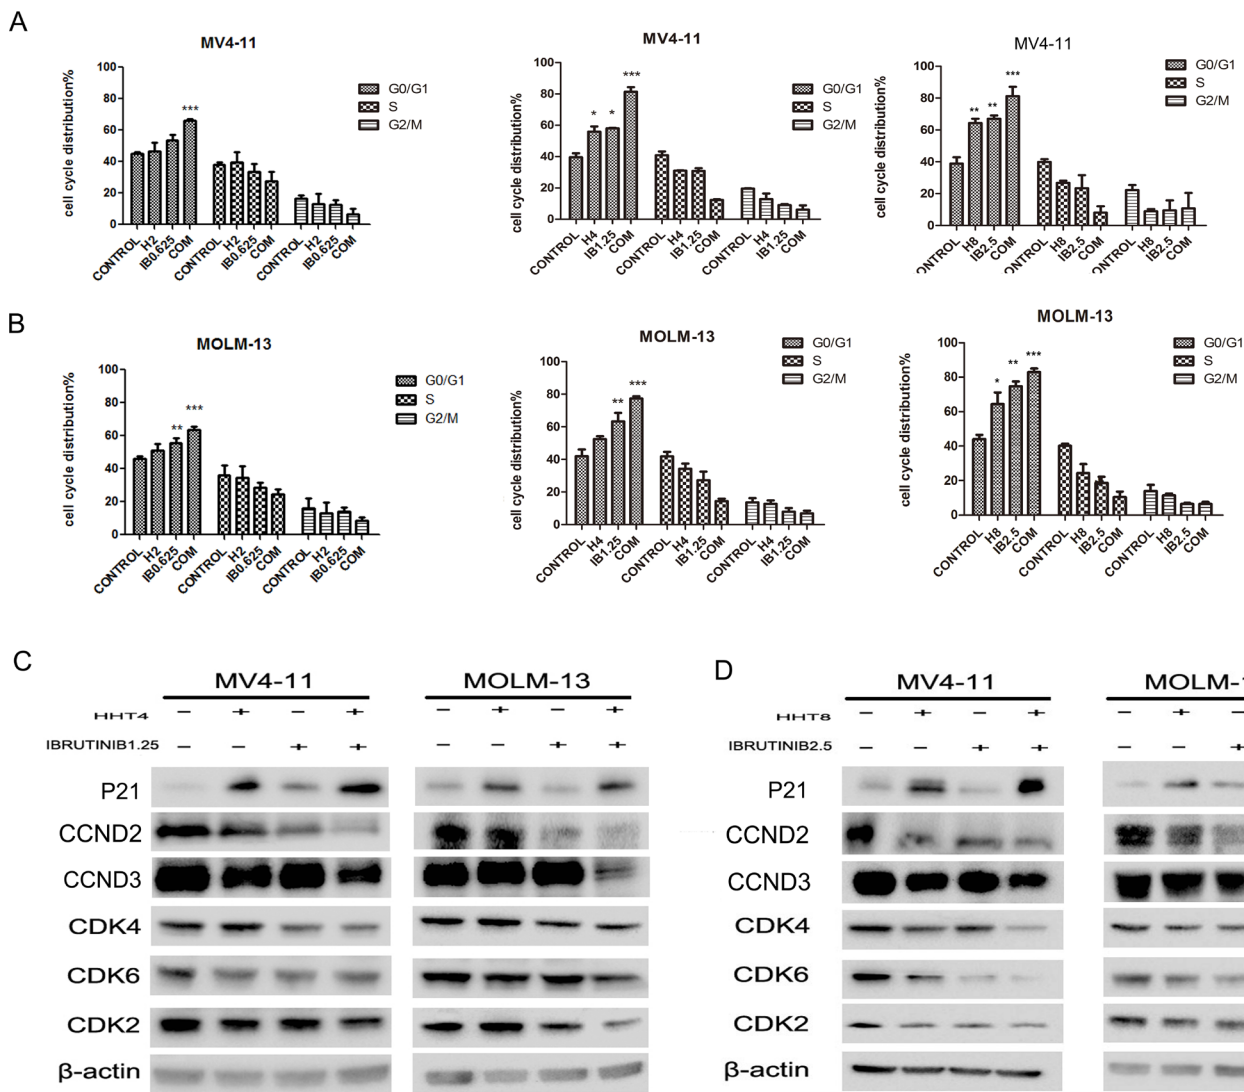 A
MV4-11
cell cycle distribution%
100
80
60
40
20
0
CONTROL
H2
IB0.625
COM
CONTROL
H2
IB0.625
COM
CONTROL
H2
IB0.625
COM
G0/G1
S
G2/M
MV4-11
cell cycle distribution%
100
80
60
40
20
0
*
*
***
CONTROL
H4
IB1.25
COM
CONTROL
H4
IB1.25
COM
CONTROL
H4
IB1.25
COM
G0/G1
S
G2/M
MV4-11
cell cycle distribution%
100
80
60
40
20
0
**
**
***
ONTROL
H8
IB2.5
COM
ONTROL
H8
IB2.5
COM
ONTROL
H8
IB2.5
COM
G0/G1
S
G2/M
***
B
MOLM-13
cell cycle distribution%
100
80
60
40
20
0
**
***
CONTROL
H2
IB0.625
COM
CONTROL
H2
IB0.625
COM
CONTROL
H2
IB0.625
COM
G0/G1
S
G2/M
MOLM-13
cell cycle distribution%
100
80
60
40
20
0
**
***
CONTROL
H4
IB1.25
COM
CONTROL
H4
IB1.25
COM
CONTROL
H4
IB1.25
COM
G0/G1
S
G2/M
MOLM-13
cell cycle distribution%
100
80
60
40
20
0
*
**
***
CONTROL
H8
IB2.5
COM
CONTROL
H8
IB2.5
COM
CONTROL
H8
IB2.5
COM
G0/G1
S
G2/M
C
MV4-11 MOLM-13
HHT4 - + - + - + - +
IBRUTINIB1.25 - - + + - - + +
P21
CCND2
CCND3
CDK4
CDK6
CDK2
β-actin
D
MV4-11 MOLM-1
HHT8 - + - + - + -
IBRUTINIB2.5 - - + + - - +
P21
CCND2
CCND3
CDK4
CDK6
CDK2
β-actin